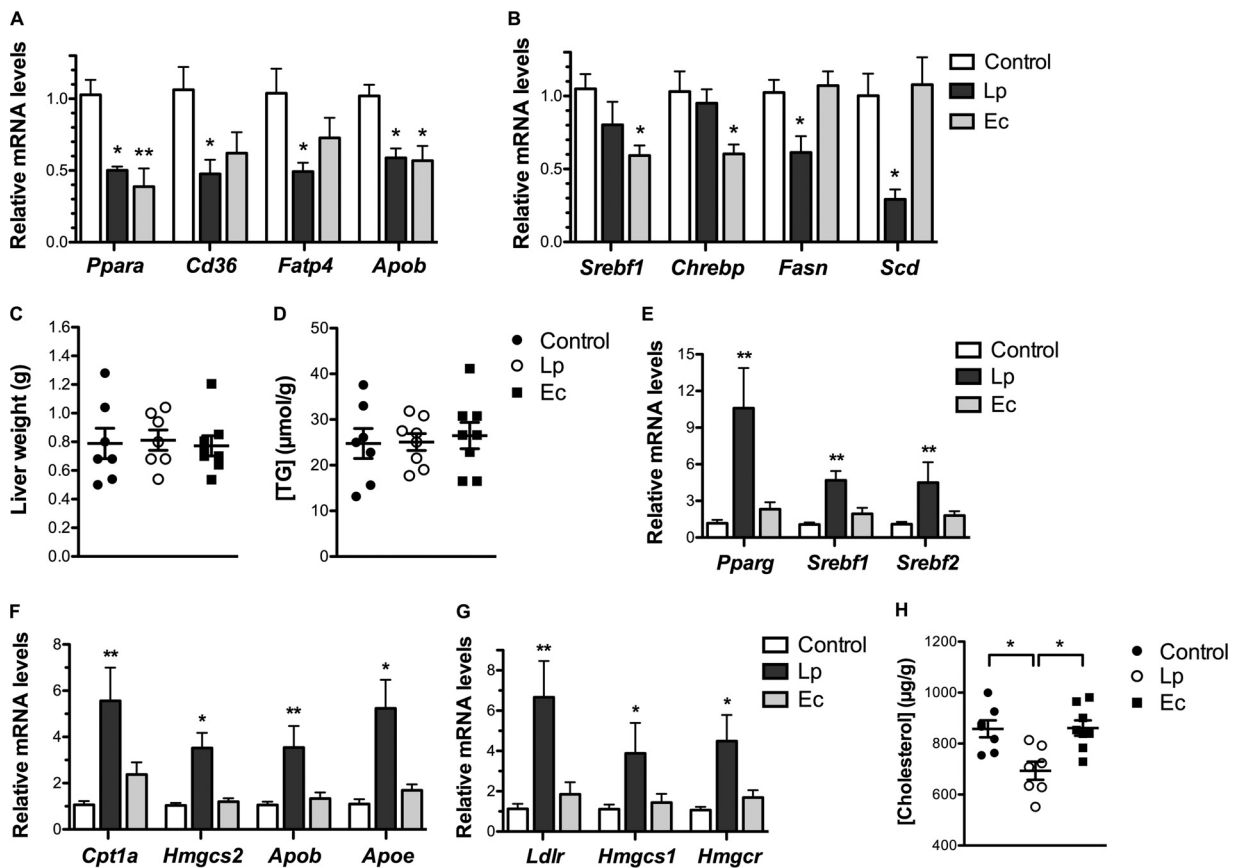 A
Relative mRNA levels
1.0
0.5
0.0
* ** * * * *
Ppara Cd36 Fatp4 Apob
B
Relative mRNA levels
1.0
0.5
0.0
* * * *
Srebf1 Chrebp Fasn Scd
Control
Lp
Ec
C
Liver weight (g)
1.6
1.4
1.2
1.0
0.8
0.6
0.4
0.2
0.0
D
[TG] (µmol/g)
50
40
30
20
10
0
Control
Lp
Ec
E
Relative mRNA levels
15
12
9
6
3
0
** ** **
Pparg Srebf1 Srebf2
Control
Lp
Ec
F
Relative mRNA levels
8
6
4
2
0
** * ** *
Cpt1a Hmgcs2 Apob Apoe
G
Relative mRNA levels
8
6
4
2
0
** * *
Ldlr Hmgcs1 Hmgcr
Control
Lp
Ec
H
[Cholesterol] (µg/g)
1200
1000
800
600
400
* *
Control
Lp
Ec